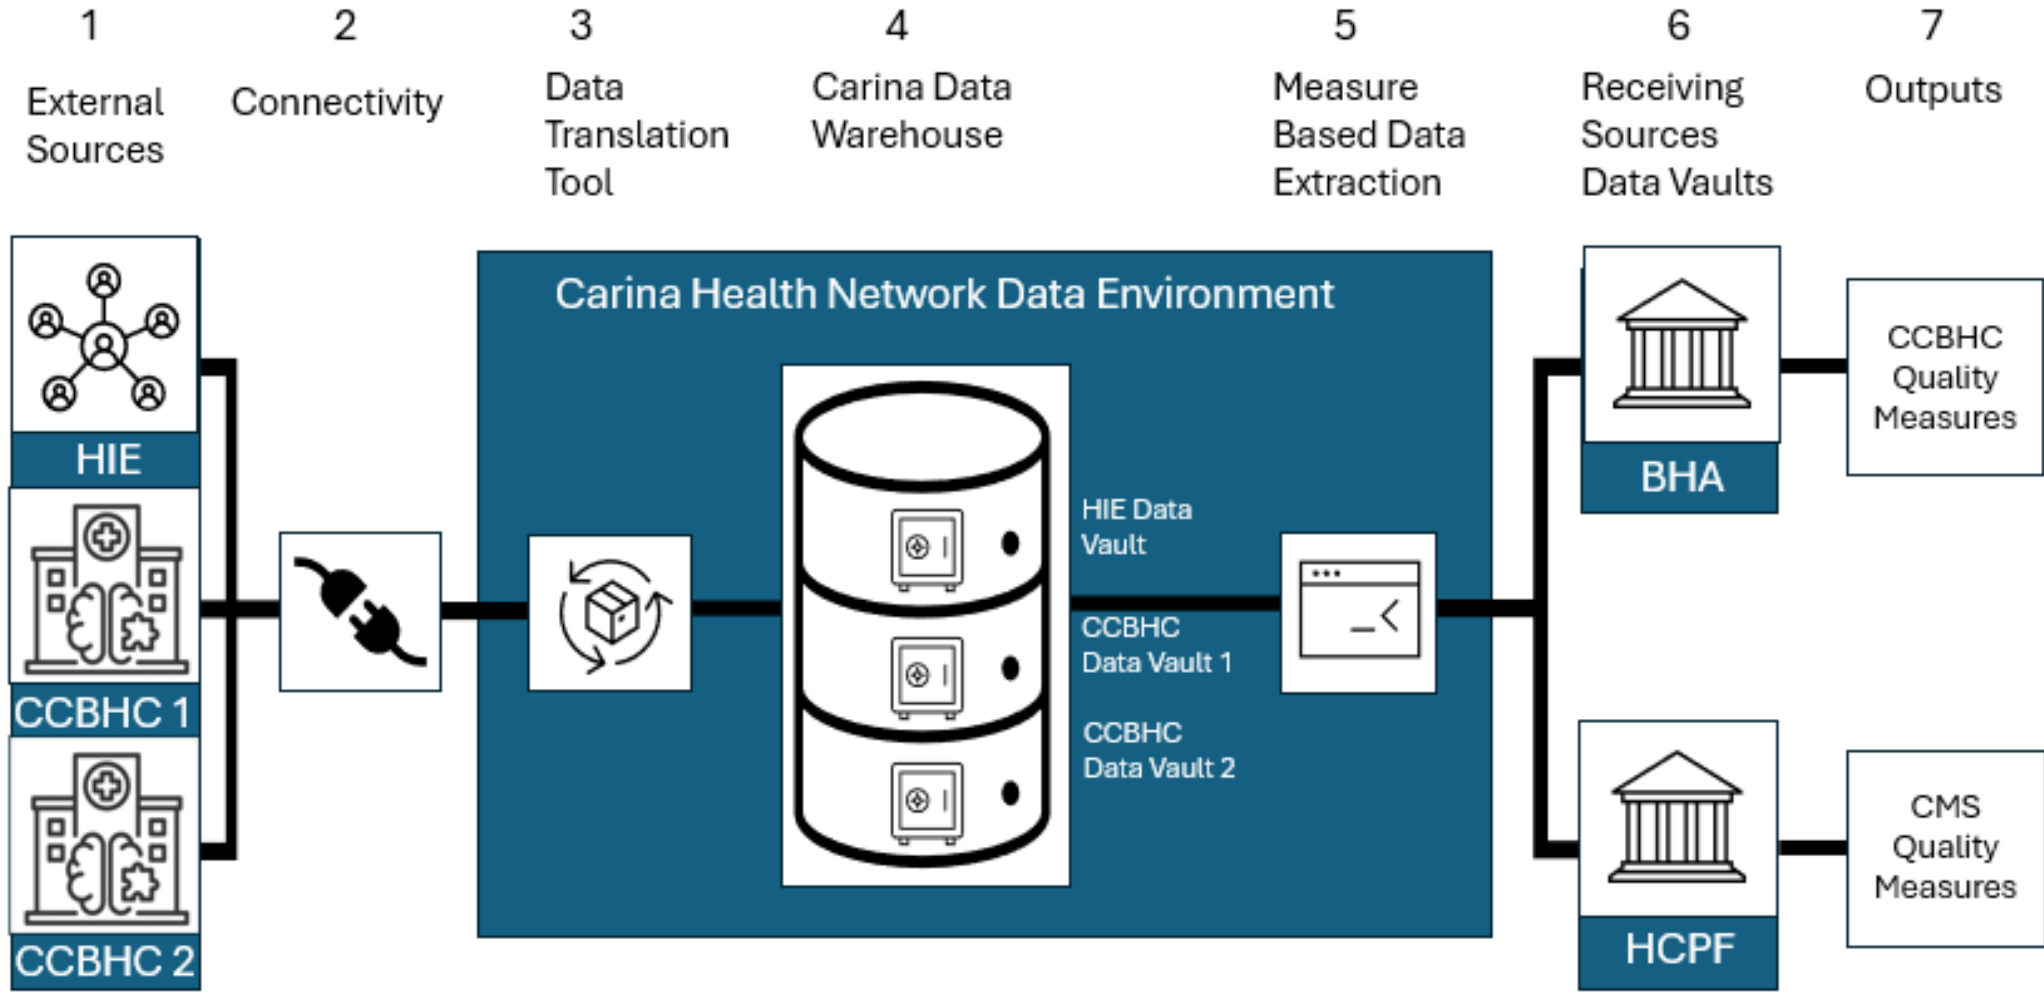 1
2
3
4
5
6
7
External
Sources
Connectivity
Data
Translation
Tool
Carina Data
Warehouse
Measure
Based Data
Extraction
Receiving
Sources
Data Vaults
Outputs
Carina Health Network Data Environment
HIE
CCBHC 1
CCBHC 2
HIE Data
Vault
CCBHC
Data Vault 1
CCBHC
Data Vault 2
BHA
HCPF
CCBHC
Quality
Measures
CMS
Quality
Measures